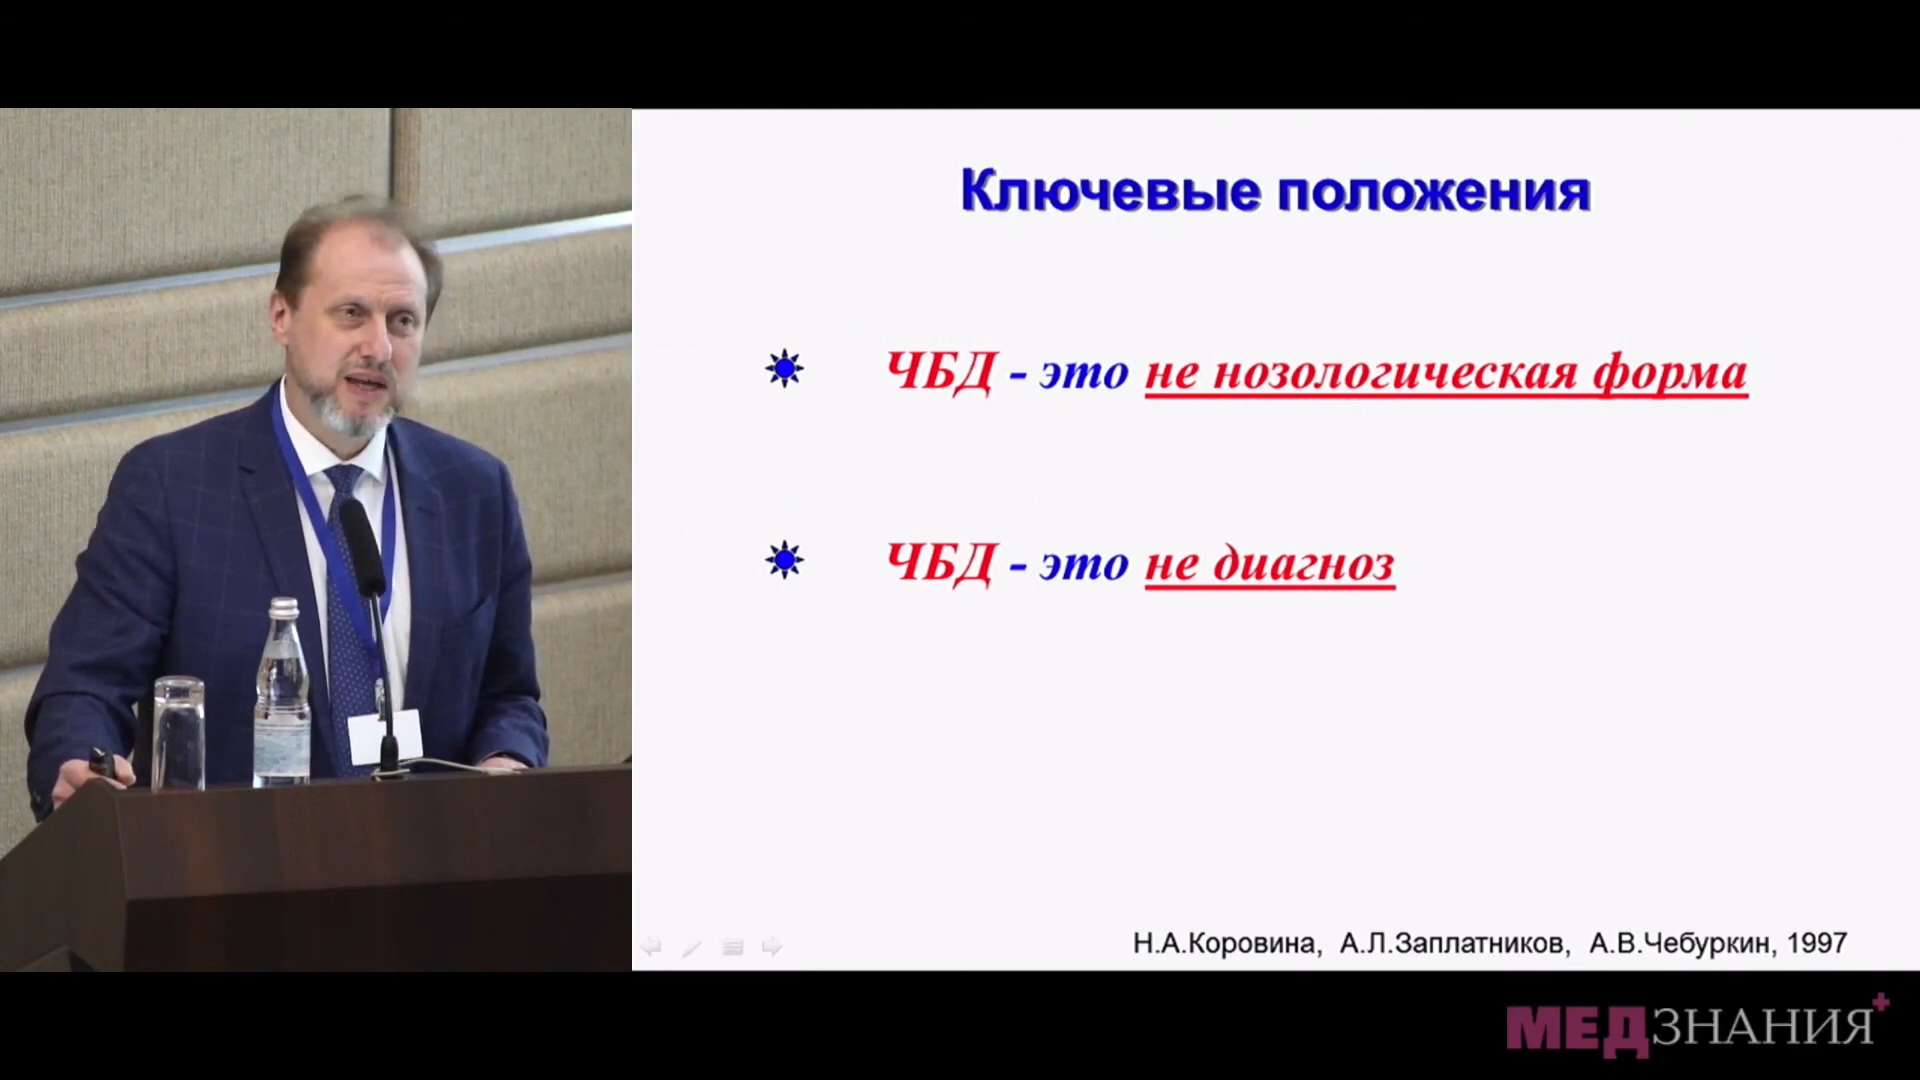 Ключевые положения
ЧБД - это не нозологическая форма
ЧБД - это не диагноз
Н.А.Коровина, А.Л.Заплатников, А.В.Чебуркин, 1997
МЕДЗНАНИЯ+